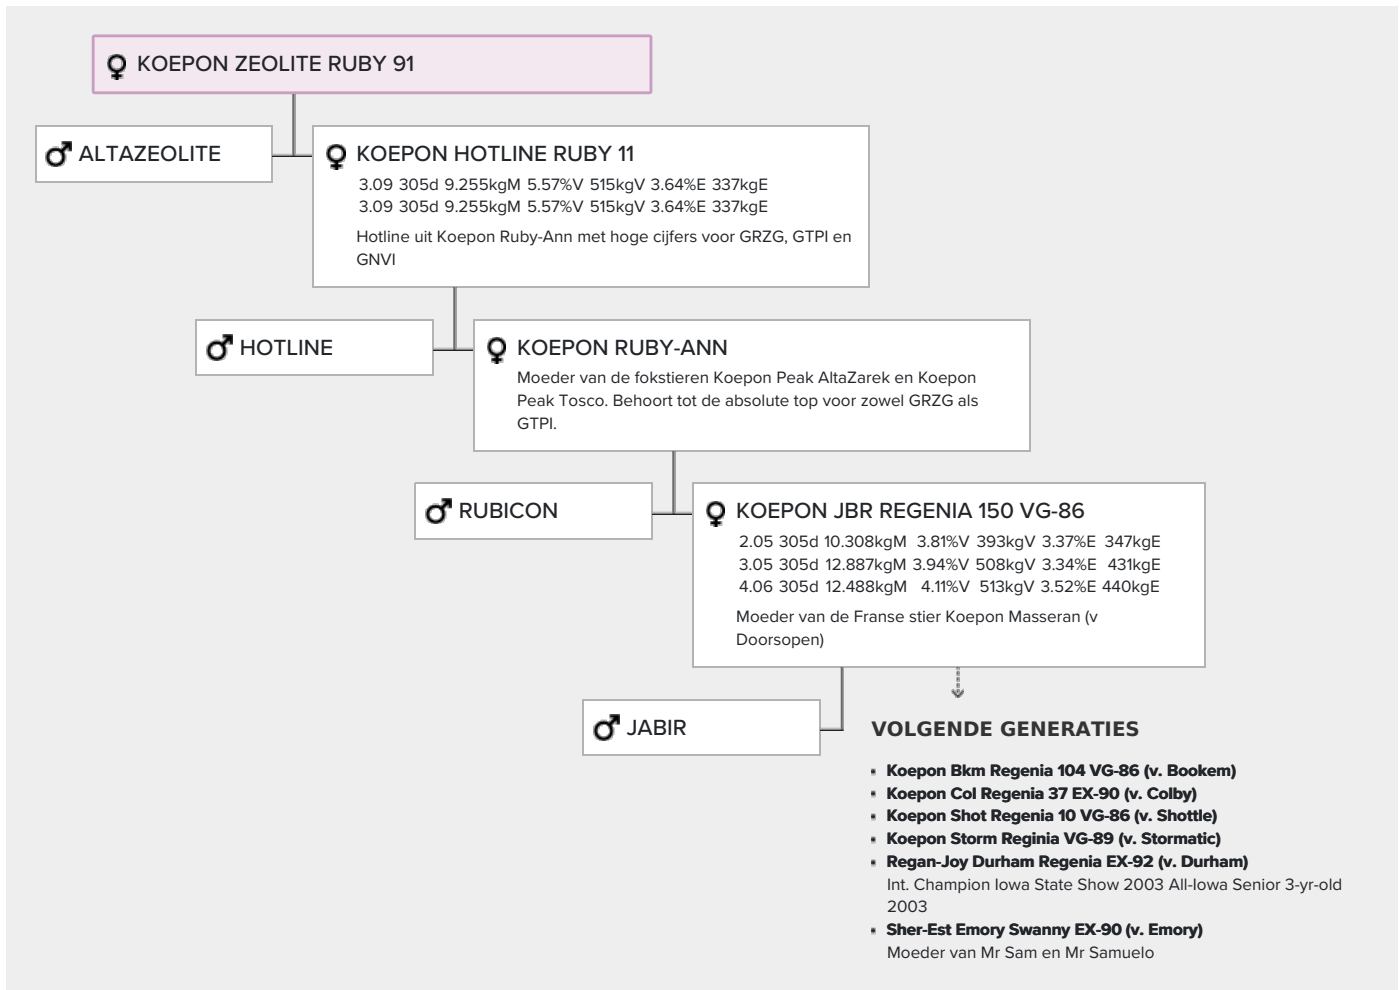 KOEPON ZEOLITE RUBY 91
ALTAZEOLITE
KOEPON HOTLINE RUBY 11
3.09 305d 9.255kgM 5.57%V 515kgV 3.64%E 337kgE
3.09 305d 9.255kgM 5.57%V 515kgV 3.64%E 337kgE
Hotline uit Koepon Ruby-Ann met hoge cijfers voor GRZG, GTPI en
GNVI
HOTLINE
KOEPON RUBY-ANN
Moeder van de fokstieren Koepon Peak AltaZarek en Koepon
Peak Tosco. Behoort tot de absolute top voor zowel GRZG als
GTPI.
RUBICON
KOEPON JBR REGENIA 150 VG-86
2.05 305d 10.308kgM 3.81%V 393kgV 3.37%E 347kgE
3.05 305d 12.887kgM 3.94%V 508kgV 3.34%E 431kgE
4.06 305d 12.488kgM 4.11%V 513kgV 3.52%E 440kgE
Moeder van de Franse stier Koepon Masseran (v
Doorsopen)
JABIR
VOLGENDE GENERATIES
Koepon Bkm Regenia 104 VG-86 (v. Bookem)
Koepon Col Regenia 37 EX-90 (v. Colby)
Koepon Shot Regenia 10 VG-86 (v. Shottle)
Koepon Storm Reginia VG-89 (v. Stormatic)
Regan-Joy Durham Regenia EX-92 (v. Durham)
Int. Champion Iowa State Show 2003 All-Iowa Senior 3-yr-old
2003
Sher-Est Emory Swanny EX-90 (v. Emory)
Moeder van Mr Sam en Mr Samuelo